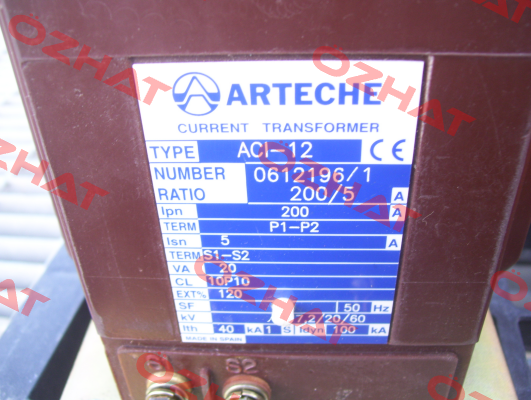 ARTECHE
CURRENT TRANSFORMER
TYPE ACI-12 CE
NUMBER 0612196/1
RATIO 200/5 A
Ipn 200 A
TERM P1-P2
Isn 5 A
TERM S1-S2
VA 20
CL 10P10
EXT% 120
SF 50 Hz
kV 7,2/20/60
Ith 40 kA 1 S Idyn 100 kA
MADE IN SPAIN
S2
OZHAT
OZHAT
OZHAT
OZHAT
OZHAT